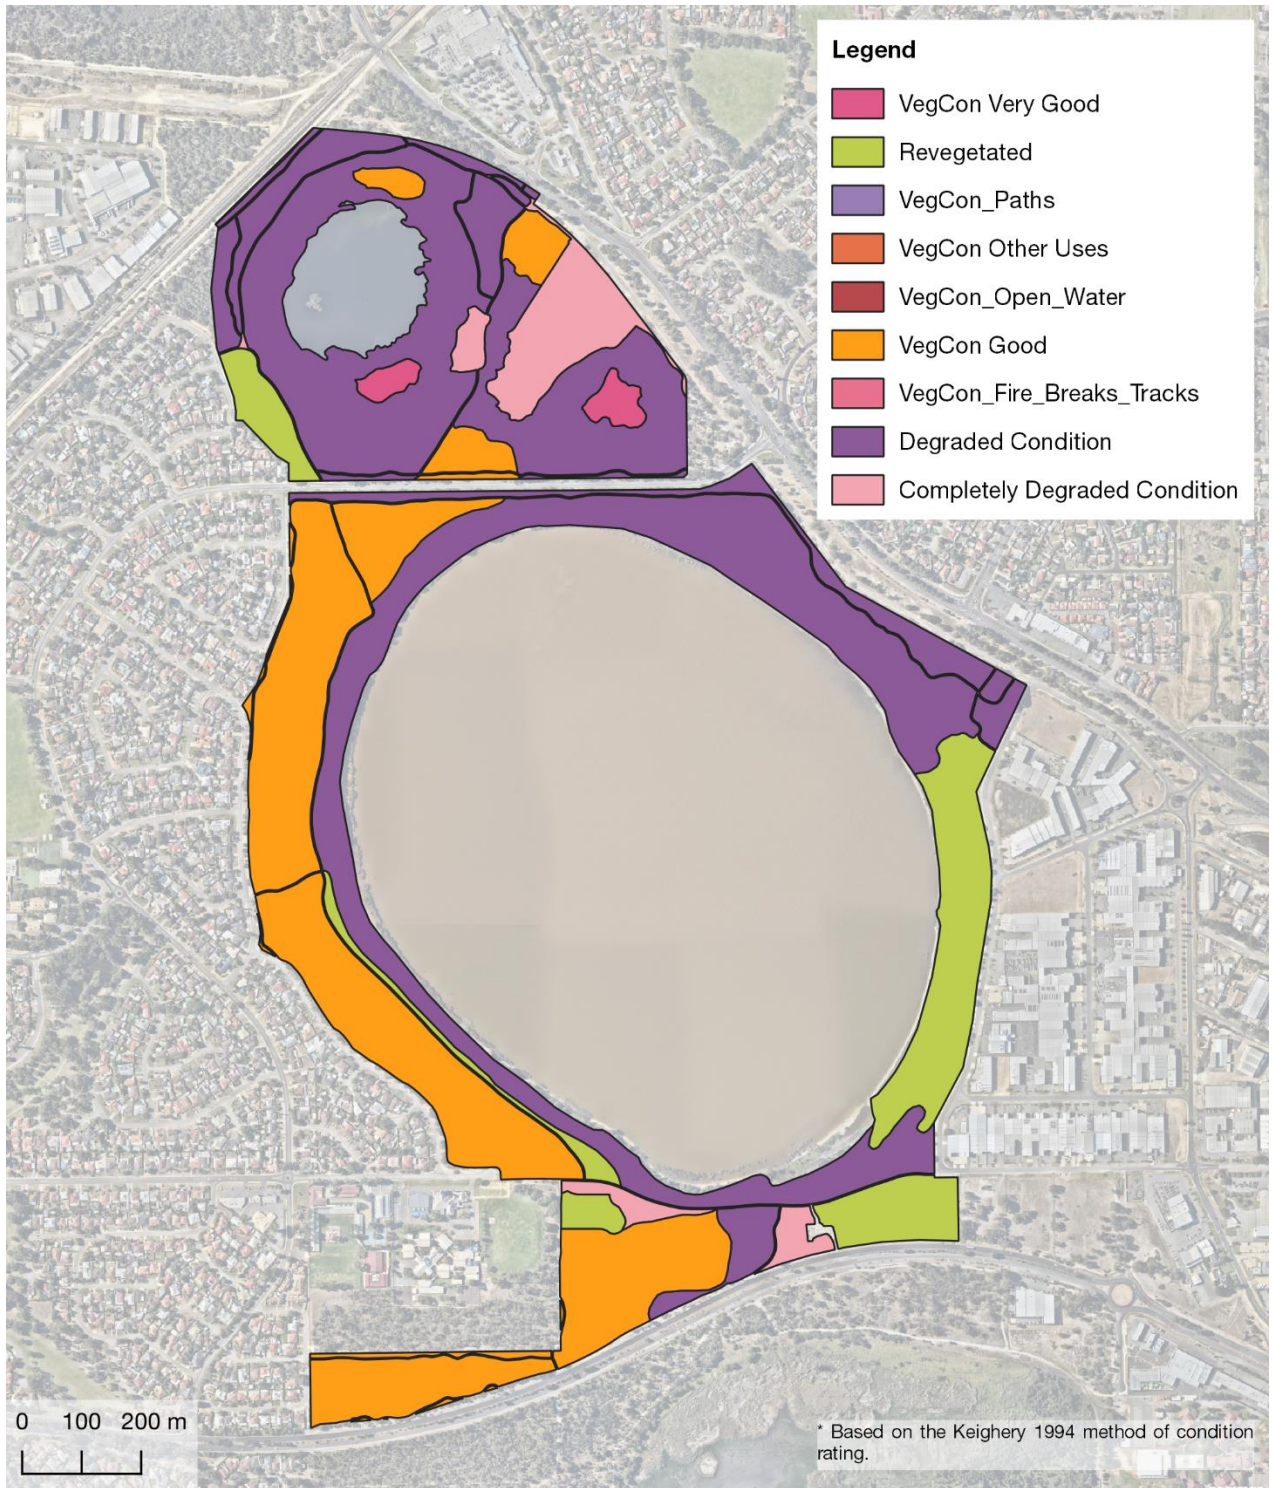 Legend
VegCon Very Good
Revegetated
VegCon_Paths
VegCon Other Uses
VegCon_Open_Water
VegCon Good
VegCon_Fire_Breaks_Tracks
Degraded Condition
Completely Degraded Condition
0 100 200 m
* Based on the Keighery 1994 method of condition
rating.